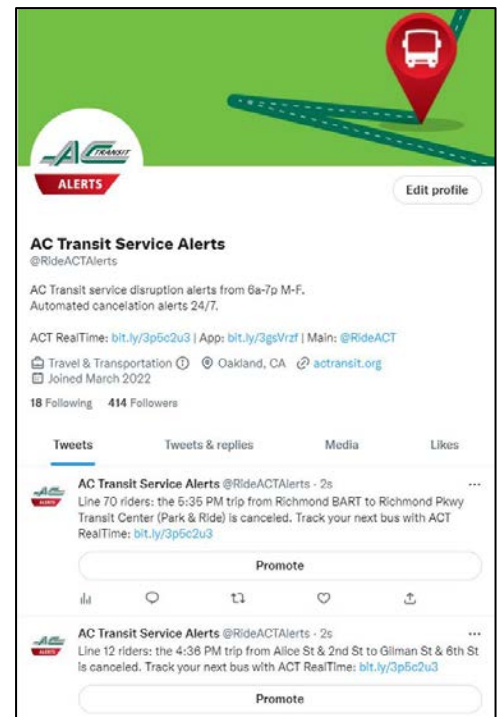 AC TRANSIT
ALERTS
Edit profile
AC Transit Service Alerts
@RideACTAlerts
AC Transit service disruption alerts from 6a-7p M-F.
Automated cancelation alerts 24/7.
ACT RealTime: bit.ly/3p5c2u3 | App: bit.ly/3gsVrzf | Main: @RideACT
Travel & Transportation Oakland, CA actransit.org
Joined March 2022
18 Following 414 Followers
Tweets Tweets & replies Media Likes
AC Transit Service Alerts @RideACTAlerts · 2s
Line 70 riders: the 5:35 PM trip from Richmond BART to Richmond Pkwy
Transit Center (Park & Ride) is canceled. Track your next bus with ACT
RealTime: bit.ly/3p5c2u3
Promote
AC Transit Service Alerts @RideACTAlerts · 2s
Line 12 riders: the 4:36 PM trip from Alice St & 2nd St to Gilman St & 6th St
is canceled. Track your next bus with ACT RealTime: bit.ly/3p5c2u3
Promote